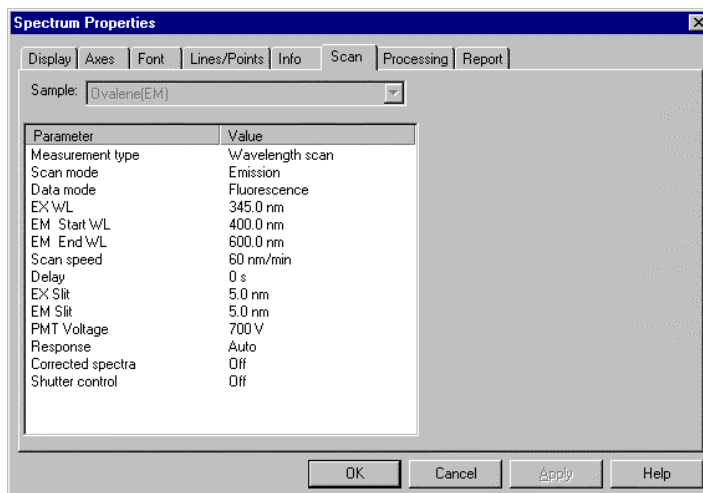 Spectrum Properties
Display Axes Font Lines/Points Info Scan Processing Report
Sample: Ovalene(EM)
Parameter Value
Measurement type Wavelength scan
Scan mode Emission
Data mode Fluorescence
EX WL 345.0 nm
EM Start WL 400.0 nm
EM End WL 600.0 nm
Scan speed 60 nm/min
Delay 0 s
EX Slit 5.0 nm
EM Slit 5.0 nm
PMT Voltage 700 V
Response Auto
Corrected spectra Off
Shutter control Off
OK Cancel Apply Help